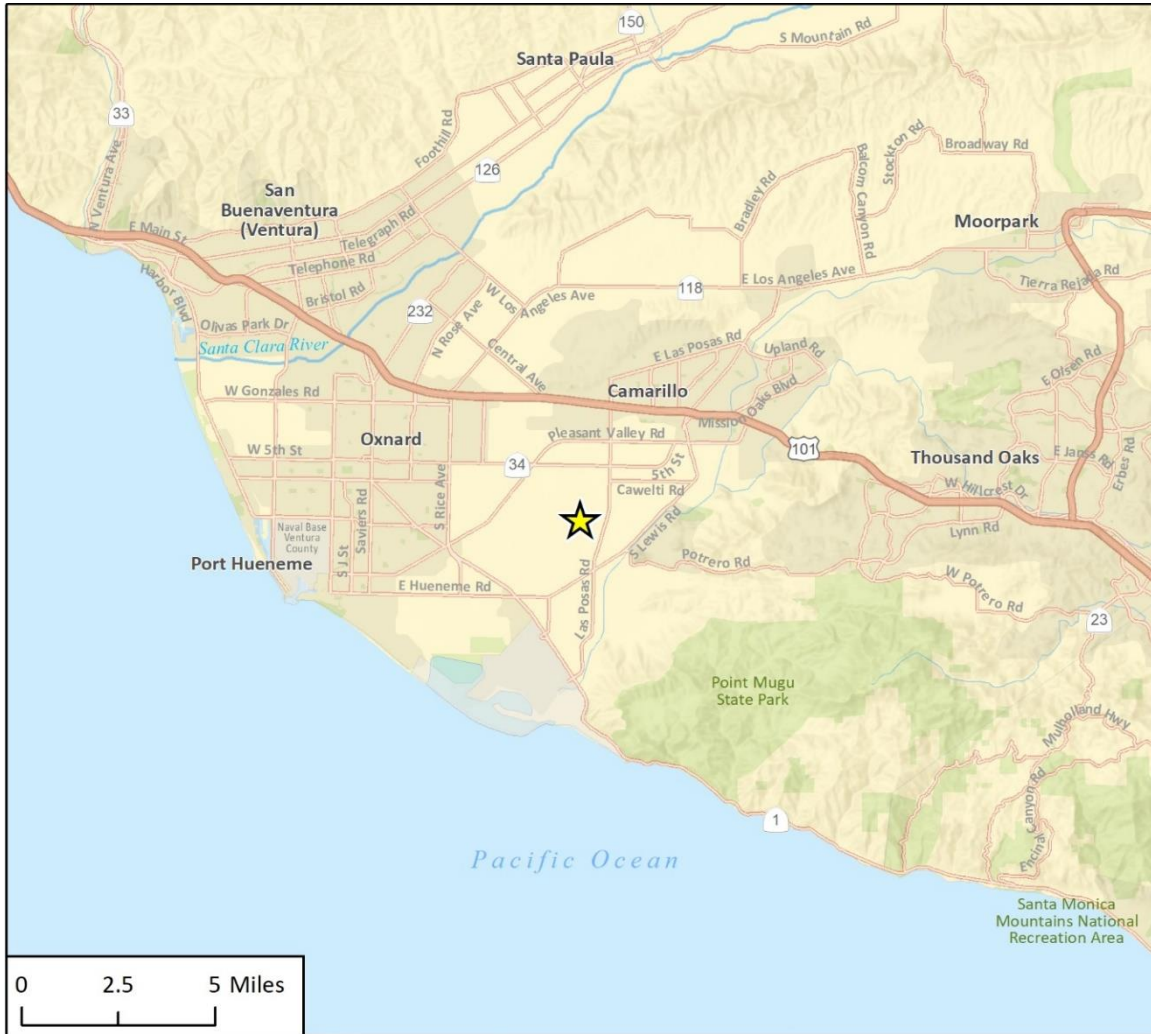 150
S Mountain Rd
Santa Paula
33
Foothill Rd
Stockton Rd
Broadway Rd
126
Balcom Canyon Rd
Bradley Rd
N Ventura Ave
San
Buenaventura
(Ventura)
E Main St
Telegraph Rd
Moorpark
Telephone Rd
Harbor Blvd
Bristol Rd
W Los Angeles Ave
118
E Los Angeles Ave
Tierra Rejada Rd
232
N Rose Ave
Olivas Park Dr
Santa Clara River
Central Ave
E Las Posas Rd
Upland Rd
E Olsen Rd
W Gonzales Rd
Camarillo
Mission Oaks Blvd
Oxnard
Pleasant Valley Rd
W 5th St
34
5th St
101
Thousand Oaks
E Janss Rd
Erbes Rd
S Rice Ave
Cawelti Rd
W Hillcrest Dr
Saviers Rd
S J St
Naval Base
Ventura
County
S Lewis Rd
Lynn Rd
Port Hueneme
Potrero Rd
E Hueneme Rd
W Potrero Rd
Las Posas Rd
23
Point Mugu
State Park
Mulholland Hwy
1
Encinal Canyon Rd
Pacific Ocean
Santa Monica
Mountains National
Recreation Area
0 2.5 5 Miles